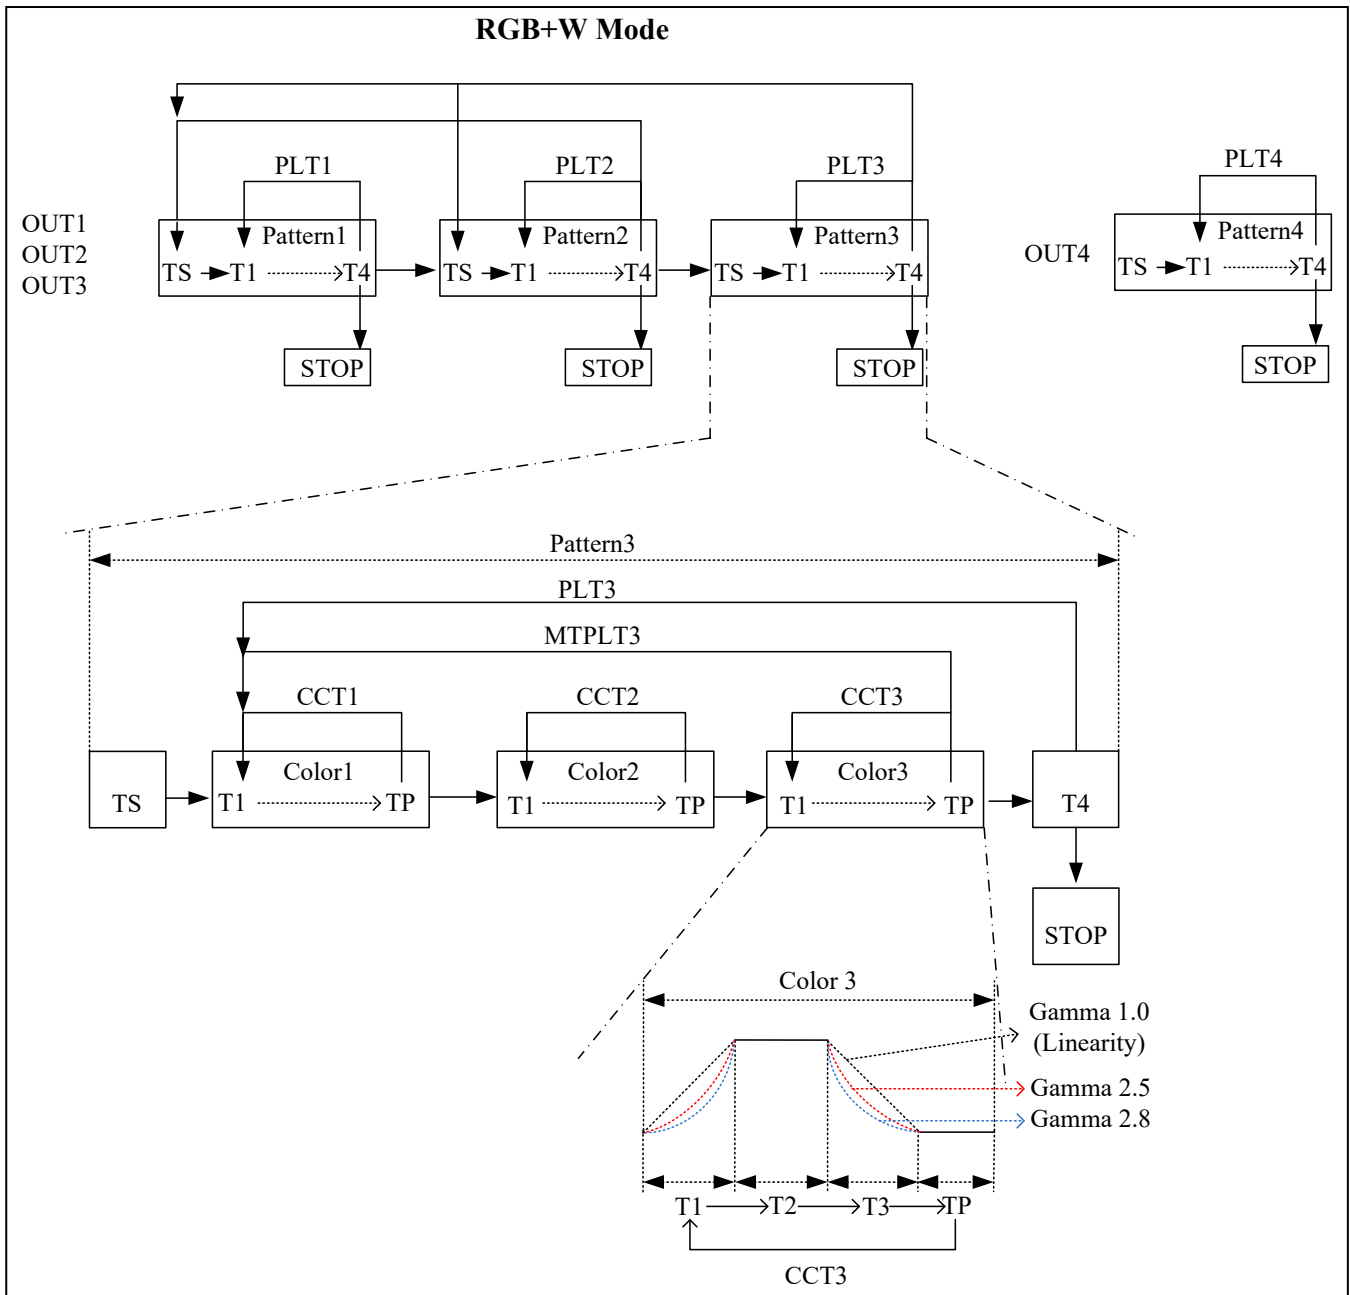 RGB+W Mode
PLT1
PLT2
PLT3
PLT4
OUT1
OUT2
OUT3
Pattern1
TS T1 T4
Pattern2
TS T1 T4
Pattern3
TS T1 T4
OUT4
Pattern4
TS T1 T4
STOP
STOP
STOP
STOP
Pattern3
PLT3
MTPLT3
CCT1
CCT2
CCT3
TS
Color1
T1 TP
Color2
T1 TP
Color3
T1 TP
T4
STOP
Color 3
Gamma 1.0
(Linearity)
Gamma 2.5
Gamma 2.8
T1 T2 T3 TP
CCT3